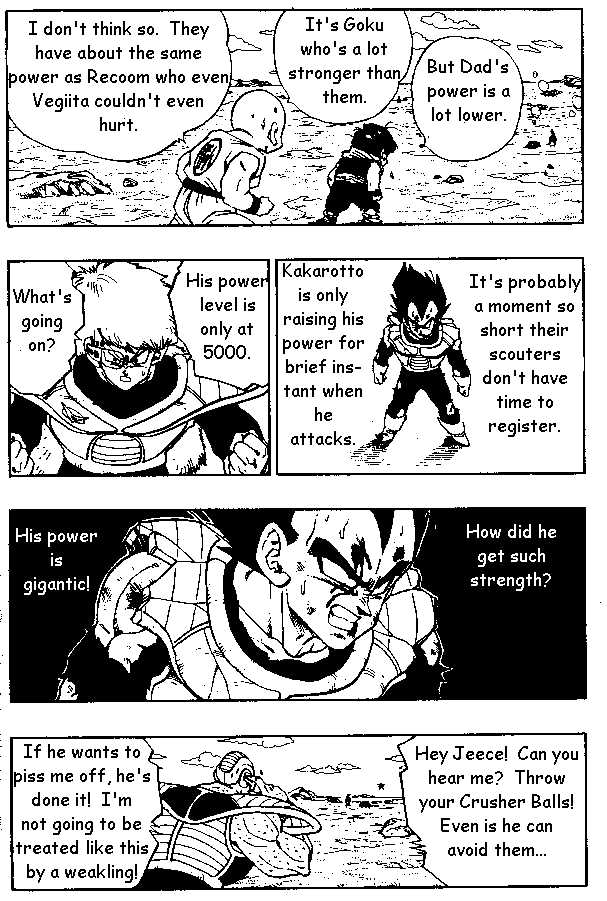 I don't think so. They
have about the same
power as Recoom who even
Vegiita couldn't even
hurt.
It's Goku
who's a lot
stronger than
them.
But Dad's
power is a
lot lower.
What's
going
on?
His power
level is
only at
5000.
Kakarotto
is only
raising his
power for
brief ins-
tant when
he
attacks.
It's probably
a moment so
short their
scouters
don't have
time to
register.
His power
is
gigantic!
How did he
get such
strength?
If he wants to
piss me off, he's
done it! I'm
not going to be
treated like this
by a weakling!
Hey Jeece! Can you
hear me? Throw
your Crusher Balls!
Even is he can
avoid them...